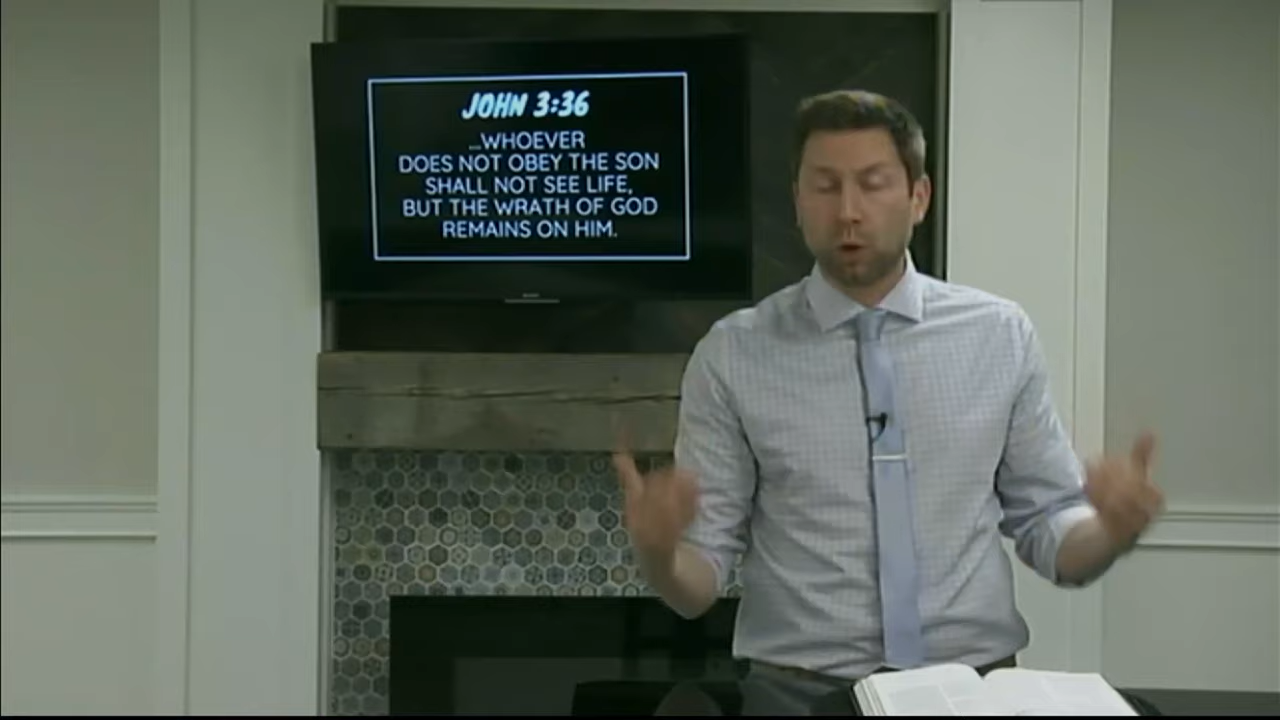 JOHN 3:36
...WHOEVER
DOES NOT OBEY THE SON
SHALL NOT SEE LIFE,
BUT THE WRATH OF GOD
REMAINS ON HIM.